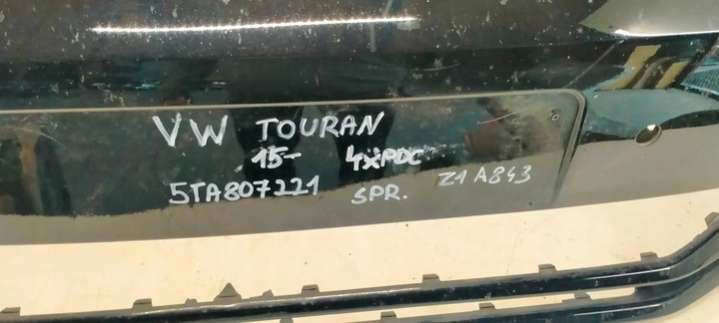 VW TOURAN
15- 4xPDC
5TA807221 SPR. Z1A843